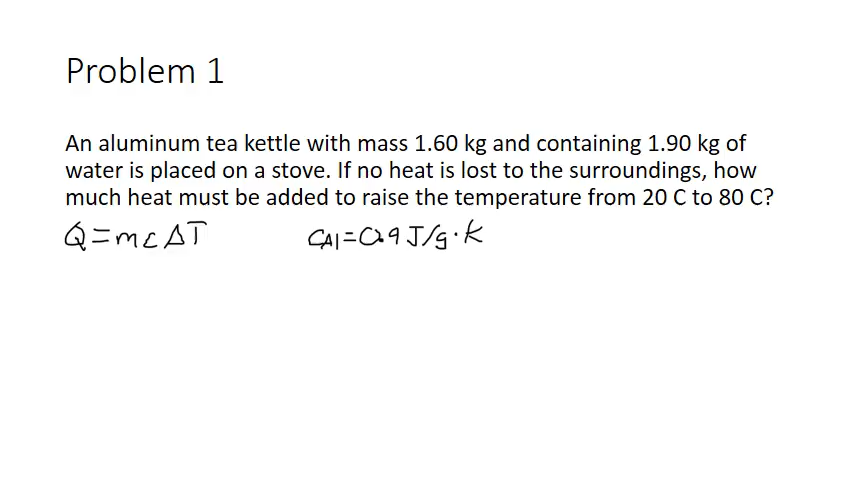 Problem 1
An aluminum tea kettle with mass 1.60 kg and containing 1.90 kg of
water is placed on a stove. If no heat is lost to the surroundings, how
much heat must be added to raise the temperature from 20 C to 80 C?
Q=mcΔT c_Al=0.9 J/g·K